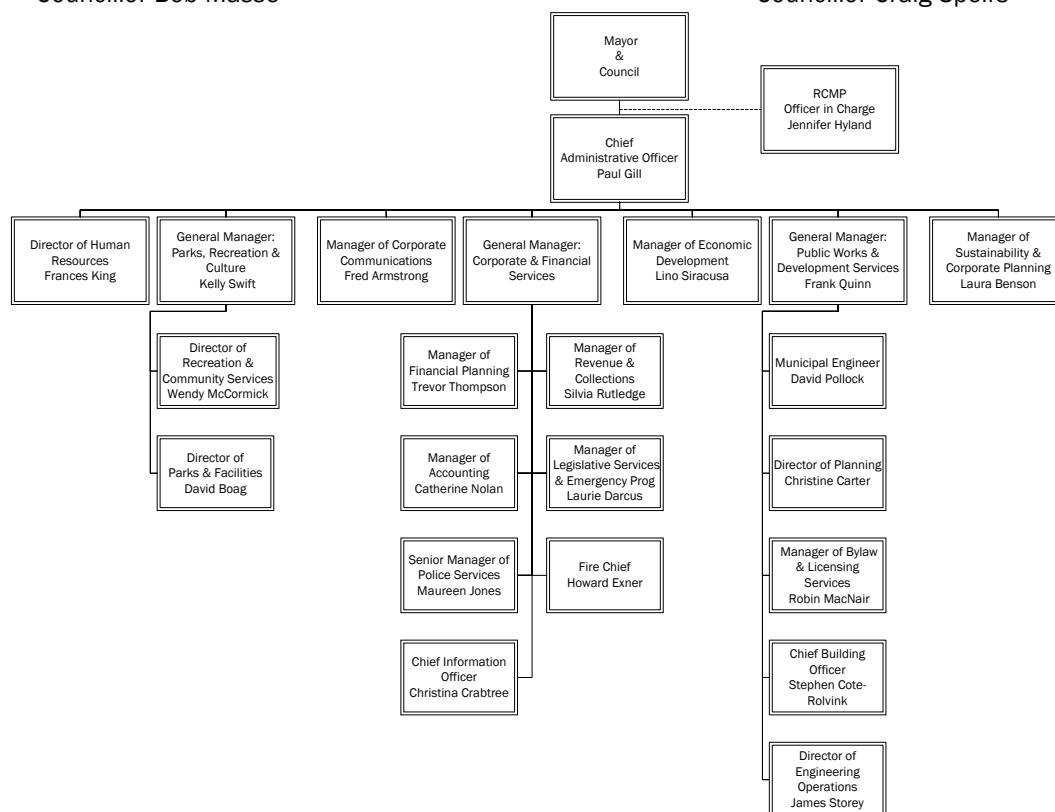 Councillor Bob Masse
Councillor Craig Speirs
Mayor
&
Council
RCMP
Officer in Charge
Jennifer Hyland
Chief
Administrative Officer
Paul Gill
Director of Human
Resources
Frances King
General Manager:
Parks, Recreation &
Culture
Kelly Swift
Manager of Corporate
Communications
Fred Armstrong
General Manager:
Corporate & Financial
Services
Manager of Economic
Development
Lino Siracusa
General Manager:
Public Works &
Development Services
Frank Quinn
Manager of
Sustainability &
Corporate Planning
Laura Benson
Director of
Recreation &
Community Services
Wendy McCormick
Manager of
Financial Planning
Trevor Thompson
Manager of
Revenue &
Collections
Silvia Rutledge
Municipal Engineer
David Pollock
Director of
Parks & Facilities
David Boag
Manager of
Accounting
Catherine Nolan
Manager of
Legislative Services
& Emergency Prog
Laurie Darcus
Director of Planning
Christine Carter
Senior Manager of
Police Services
Maureen Jones
Fire Chief
Howard Exner
Manager of Bylaw
& Licensing
Services
Robin MacNair
Chief Information
Officer
Christina Crabtree
Chief Building
Officer
Stephen Cote-
Rolvink
Director of
Engineering
Operations
James Storey